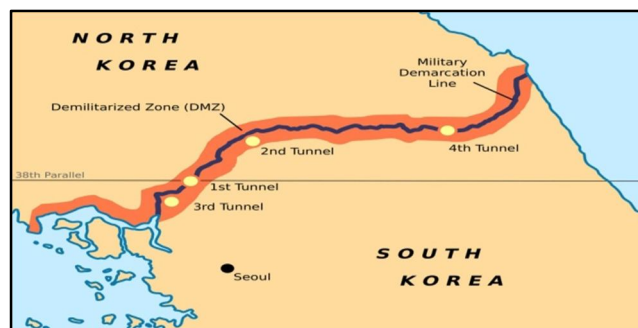 NORTH
KOREA
Military
Demarcation
Line
Demilitarized Zone (DMZ)
2nd Tunnel
4th Tunnel
38th Parallel
1st Tunnel
3rd Tunnel
SOUTH
KOREA
Seoul